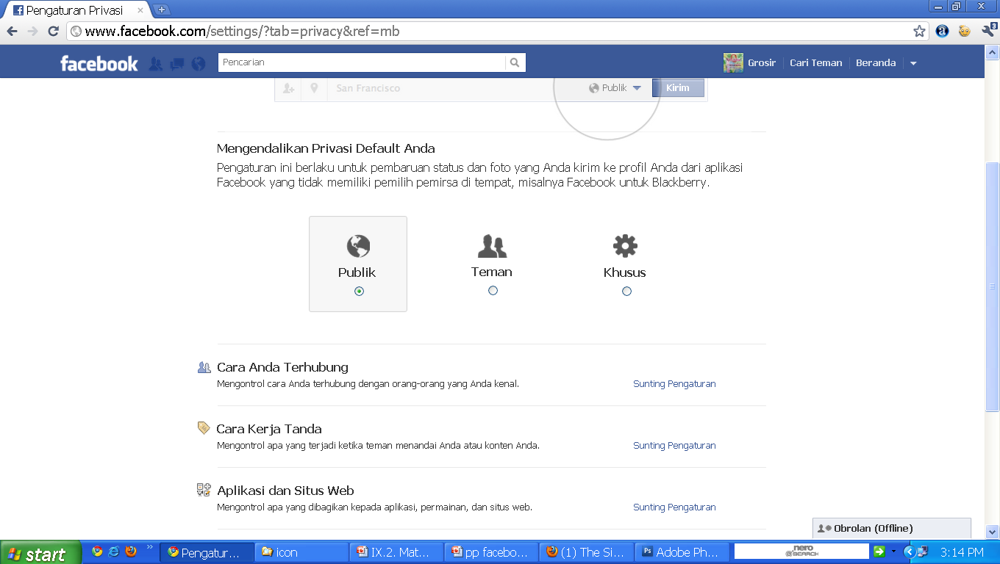 Pengaturan Privasi
www.facebook.com/settings/?tab=privacy&ref=mb
3
facebook
Pencarian
Grosir
Cari Teman
Beranda
San Francisco
Publik
Kirim
Mengendalikan Privasi Default Anda
Pengaturan ini berlaku untuk pembaruan status dan foto yang Anda kirim ke profil Anda dari aplikasi
Facebook yang tidak memiliki pemilih pemirsa di tempat, misalnya Facebook untuk Blackberry.
Publik
Teman
Khusus
Cara Anda Terhubung
Mengontrol cara Anda terhubung dengan orang-orang yang Anda kenal.
Sunting Pengaturan
Cara Kerja Tanda
Mengontrol apa yang terjadi ketika teman menandai Anda atau konten Anda.
Sunting Pengaturan
Aplikasi dan Situs Web
Mengontrol apa yang dibagikan kepada aplikasi, permainan, dan situs web.
Sunting Pengaturan
Obrolan (Offline)
start
Pengatur...
Icon
IX.2. Mat...
pp facebo...
(1) The Si...
Ps
Adobe Ph...
nero
SEARCH
3:14 PM